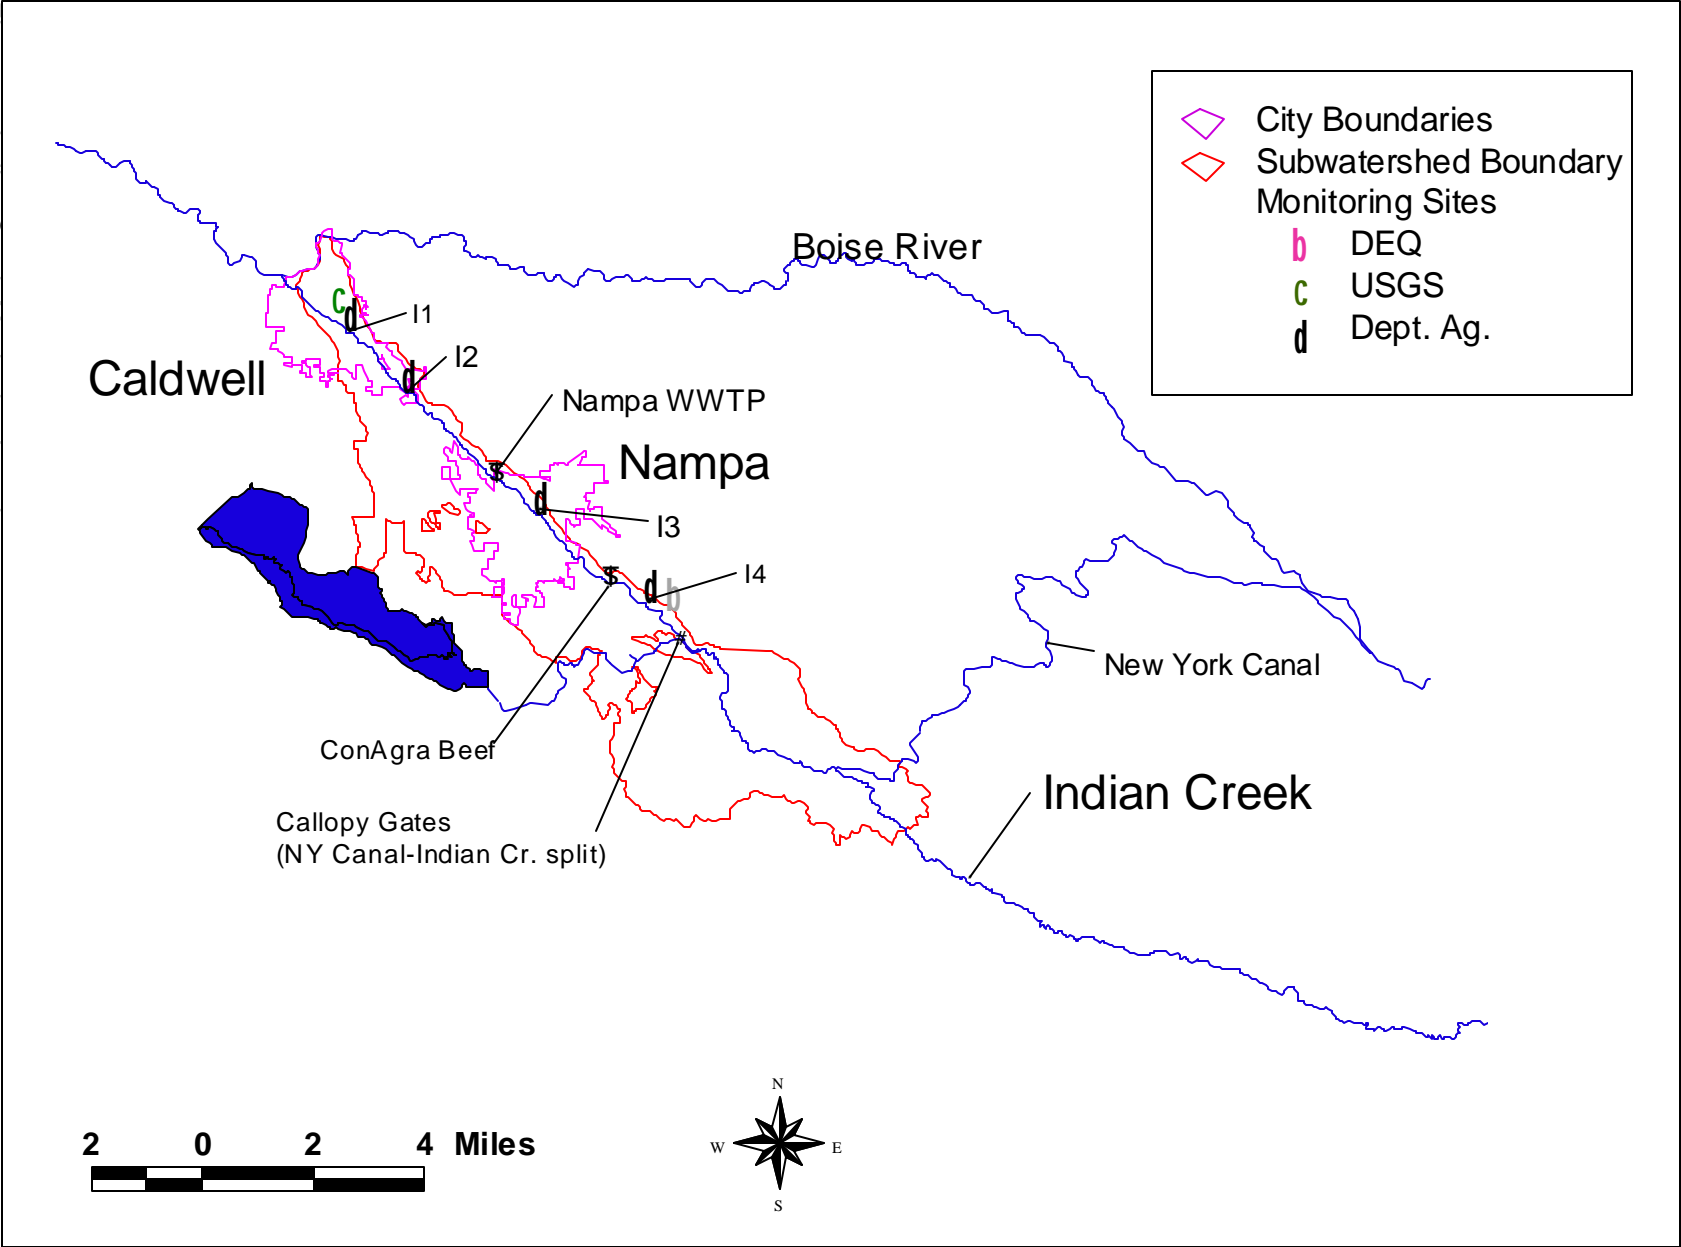 City Boundaries
Subwatershed Boundary
Monitoring Sites
b DEQ
c USGS
d Dept. Ag.
Boise River
c
d
I1
d
I2
Caldwell
Nampa WWTP
$
Nampa
d
I3
$
d
b
I4
#
New York Canal
ConAgra Beef
Indian Creek
Callopy Gates
(NY Canal-Indian Cr. split)
2 0 2 4 Miles
N
W E
S